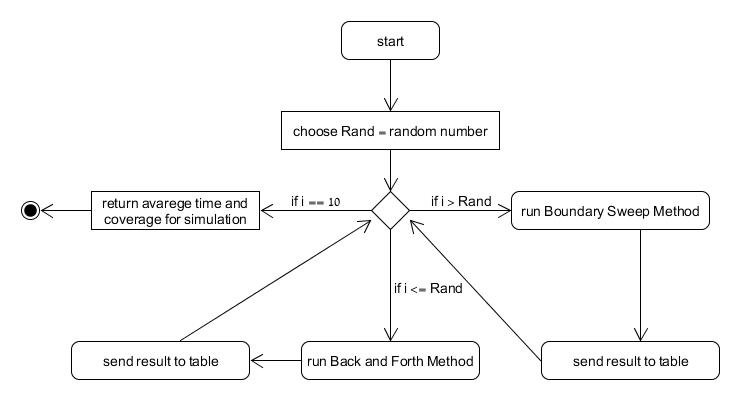 start
choose Rand = random number
return avarege time and
coverage for simulation
if i == 10
if i > Rand
run Boundary Sweep Method
if i <= Rand
send result to table
run Back and Forth Method
send result to table